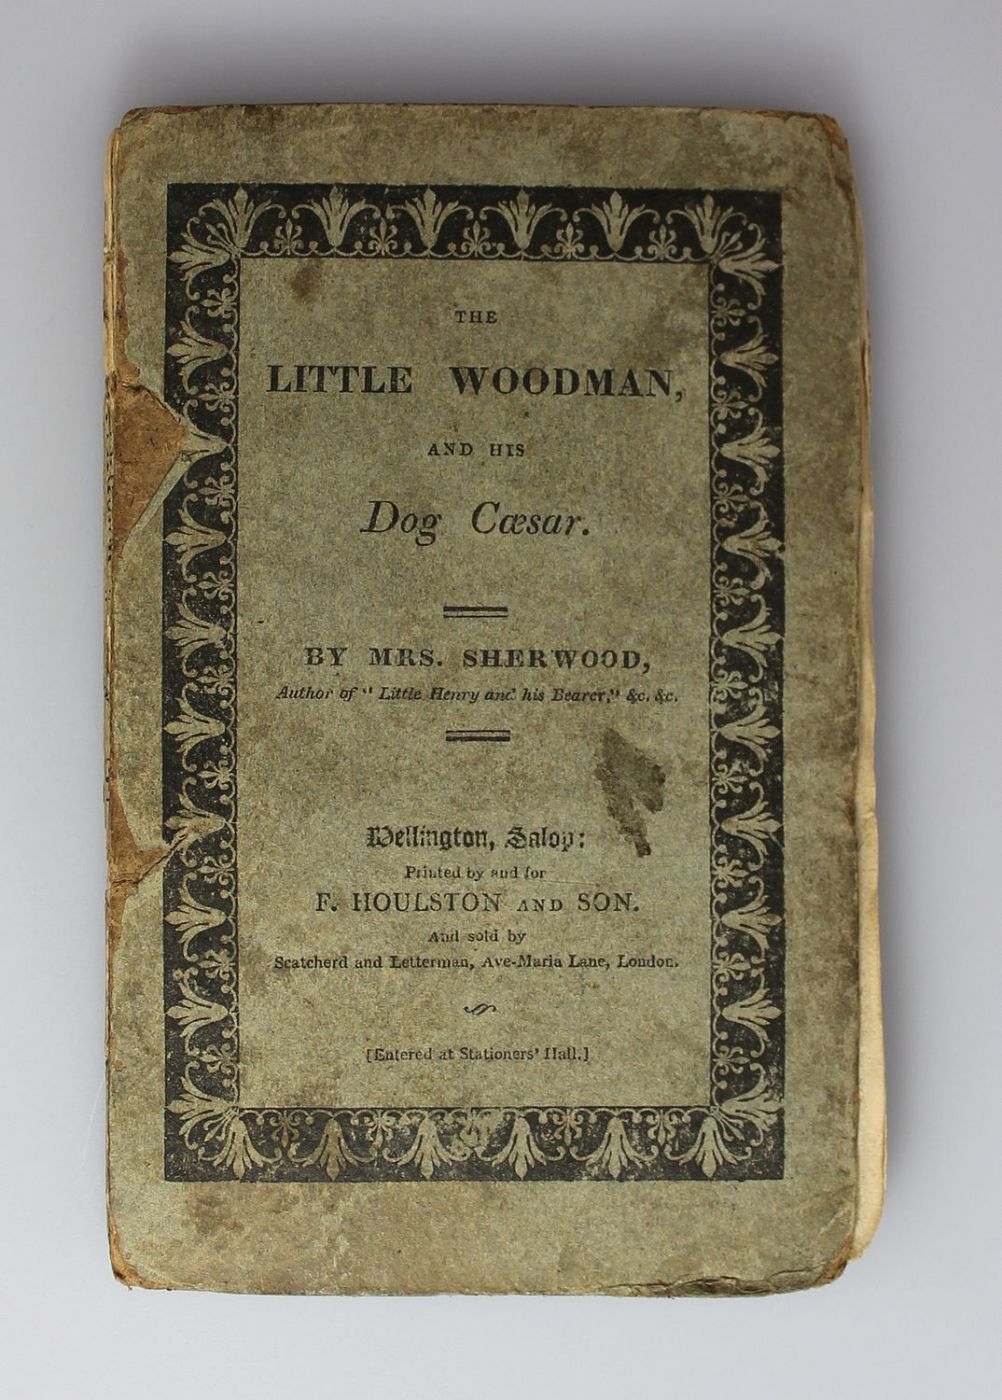 THE
LITTLE WOODMAN,
AND HIS
Dog Cæsar.
BY MRS. SHERWOOD,
Author of "Little Henry and his Bearer," &c. &c.
Wellington, Salop:
Printed by and for
F. HOULSTON AND SON.
And sold by
Scatcherd and Letterman, Ave-Maria Lane, London.
[Entered at Stationers' Hall.]